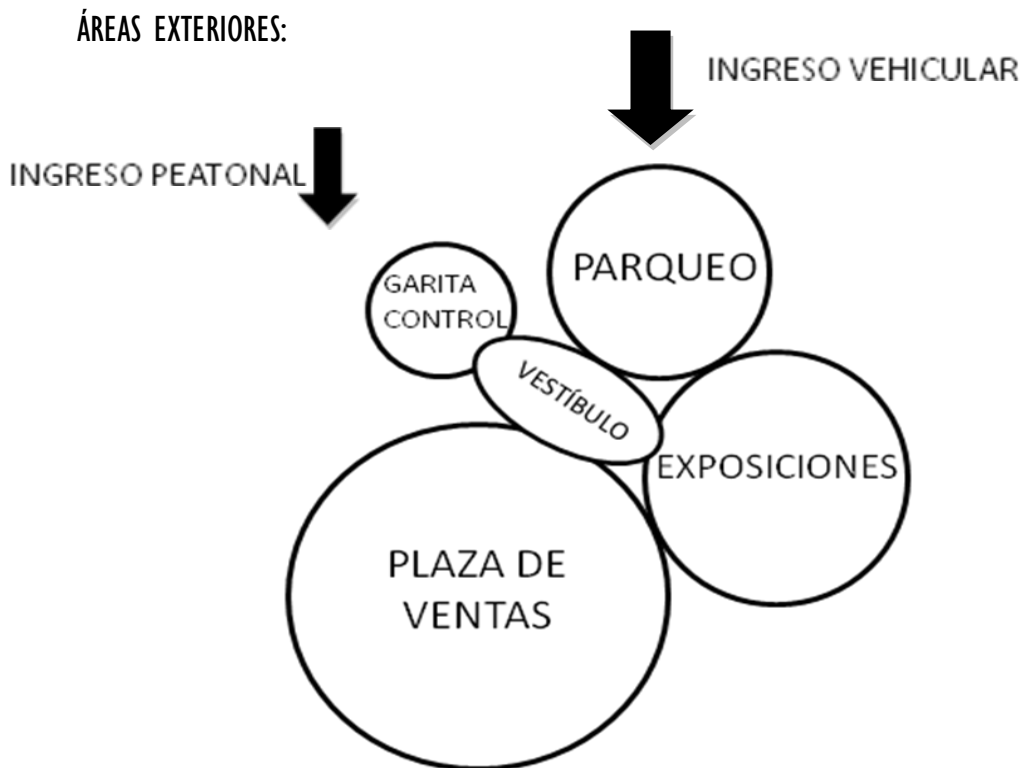 ÁREAS EXTERIORES:
INGRESO VEHICULAR
INGRESO PEATONAL
PARQUEO
GARITA
CONTROL
VESTÍBULO
EXPOSICIONES
PLAZA DE
VENTAS